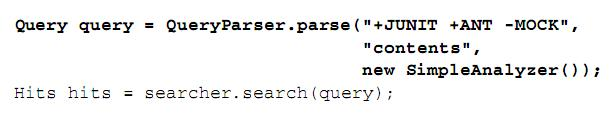 Query query = QueryParser.parse("+JUNIT +ANT -MOCK",
"contents",
new SimpleAnalyzer());
Hits hits = searcher.search(query);